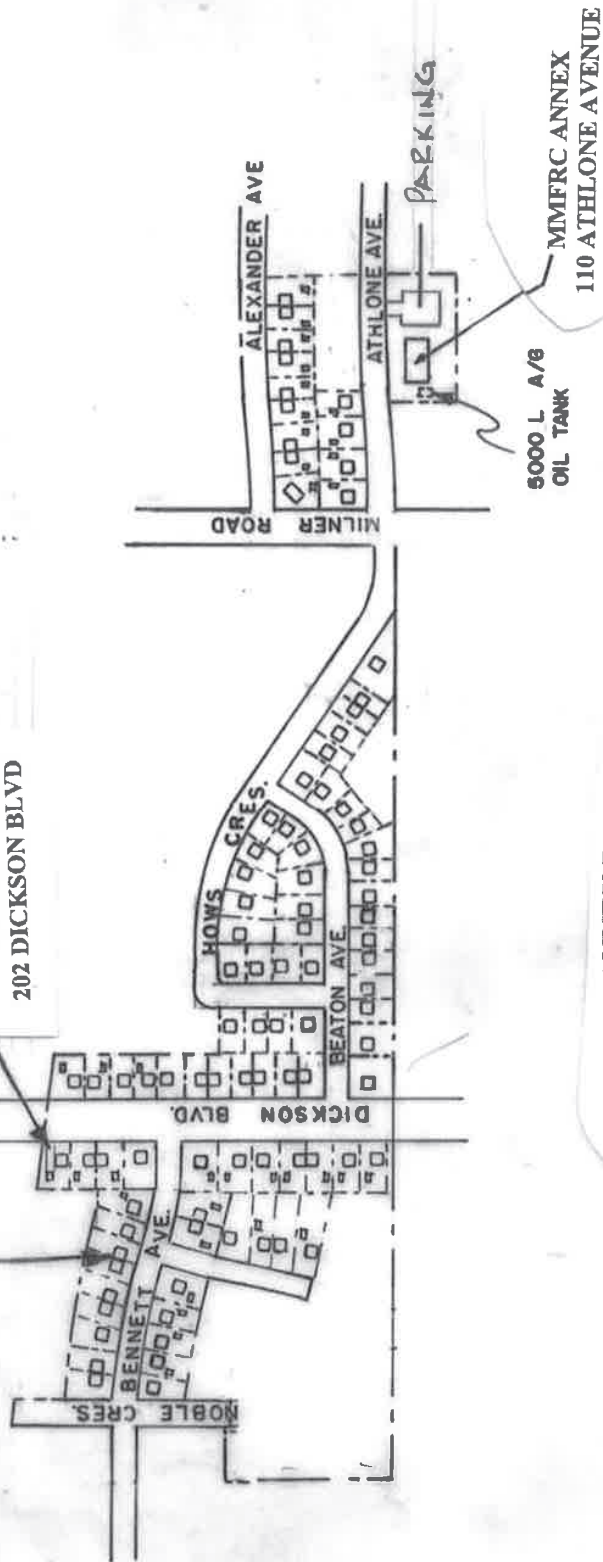 202 DICKSON BLVD
ALEXANDER AVE
ATHLONE AVE.
PARKING
MILNER ROAD
MMFRC ANNEX
110 ATHLONE AVENUE
5000 L A/G
OIL TANK
HOWS CRES.
BEATON AVE.
DICKSON BLVD.
BENNETT AVE.
NOBLE CRES.